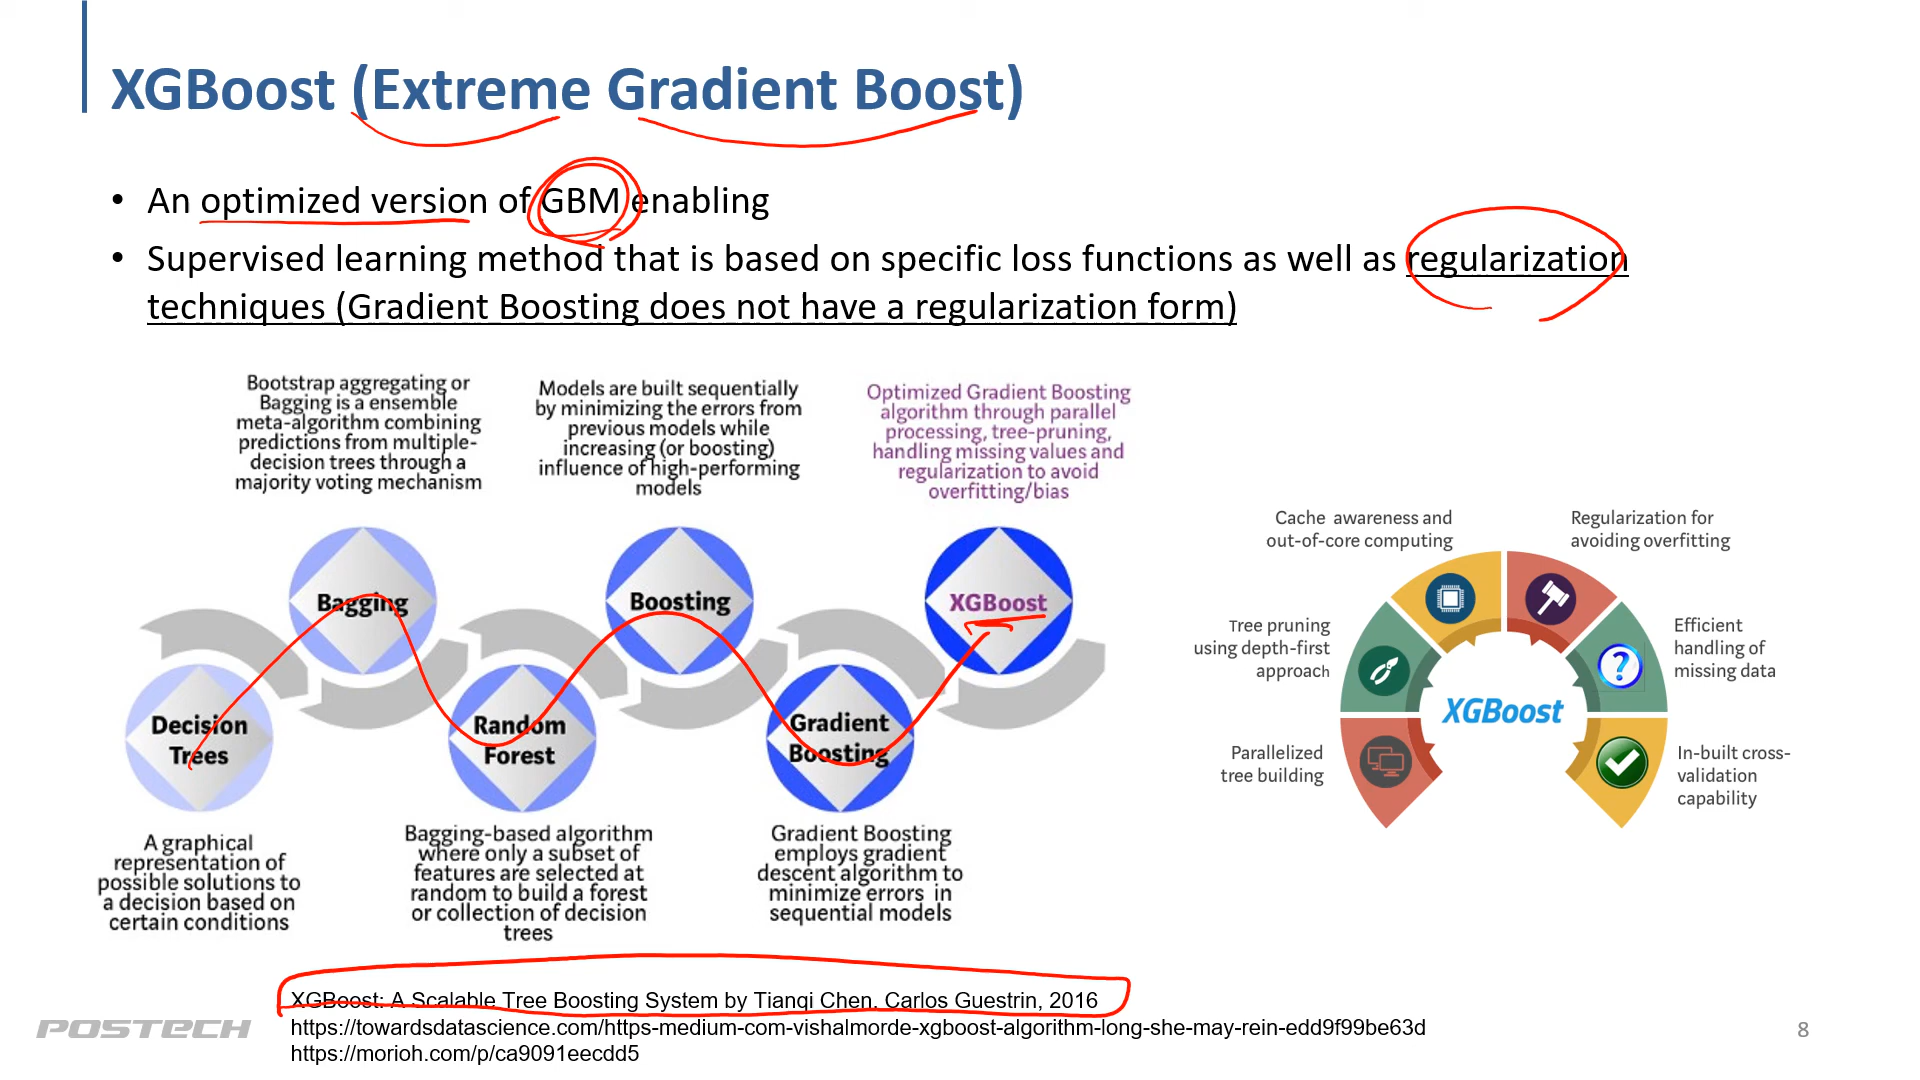 XGBoost (Extreme Gradient Boost)
• An optimized version of GBM enabling
• Supervised learning method that is based on specific loss functions as well as regularization
techniques (Gradient Boosting does not have a regularization form)
Bootstrap aggregating or
Bagging is a ensemble
meta-algorithm combining
predictions from multiple-
decision trees through a
majority voting mechanism
Models are built sequentially
by minimizing the errors from
previous models while
increasing (or boosting)
influence of high-performing
models
Optimized Gradient Boosting
algorithm through parallel
processing, tree-pruning,
handling missing values and
regularization to avoid
overfitting/bias
Bagging
Boosting
XGBoost
Decision
Trees
Random
Forest
Gradient
Boosting
A graphical
representation of
possible solutions to
a decision based on
certain conditions
Bagging-based algorithm
where only a subset of
features are selected at
random to build a forest
or collection of decision
trees
Gradient Boosting
employs gradient
descent algorithm to
minimize errors in
sequential models
Cache awareness and
out-of-core computing
Regularization for
avoiding overfitting
Tree pruning
using depth-first
approach
Efficient
handling of
missing data
XGBoost
Parallelized
tree building
In-built cross-
validation
capability
XGBoost: A Scalable Tree Boosting System by Tianqi Chen, Carlos Guestrin, 2016
https://towardsdatascience.com/https-medium-com-vishalmorde-xgboost-algorithm-long-she-may-rein-edd9f99be63d
https://morioh.com/p/ca9091eecdd5
POSTECH
8